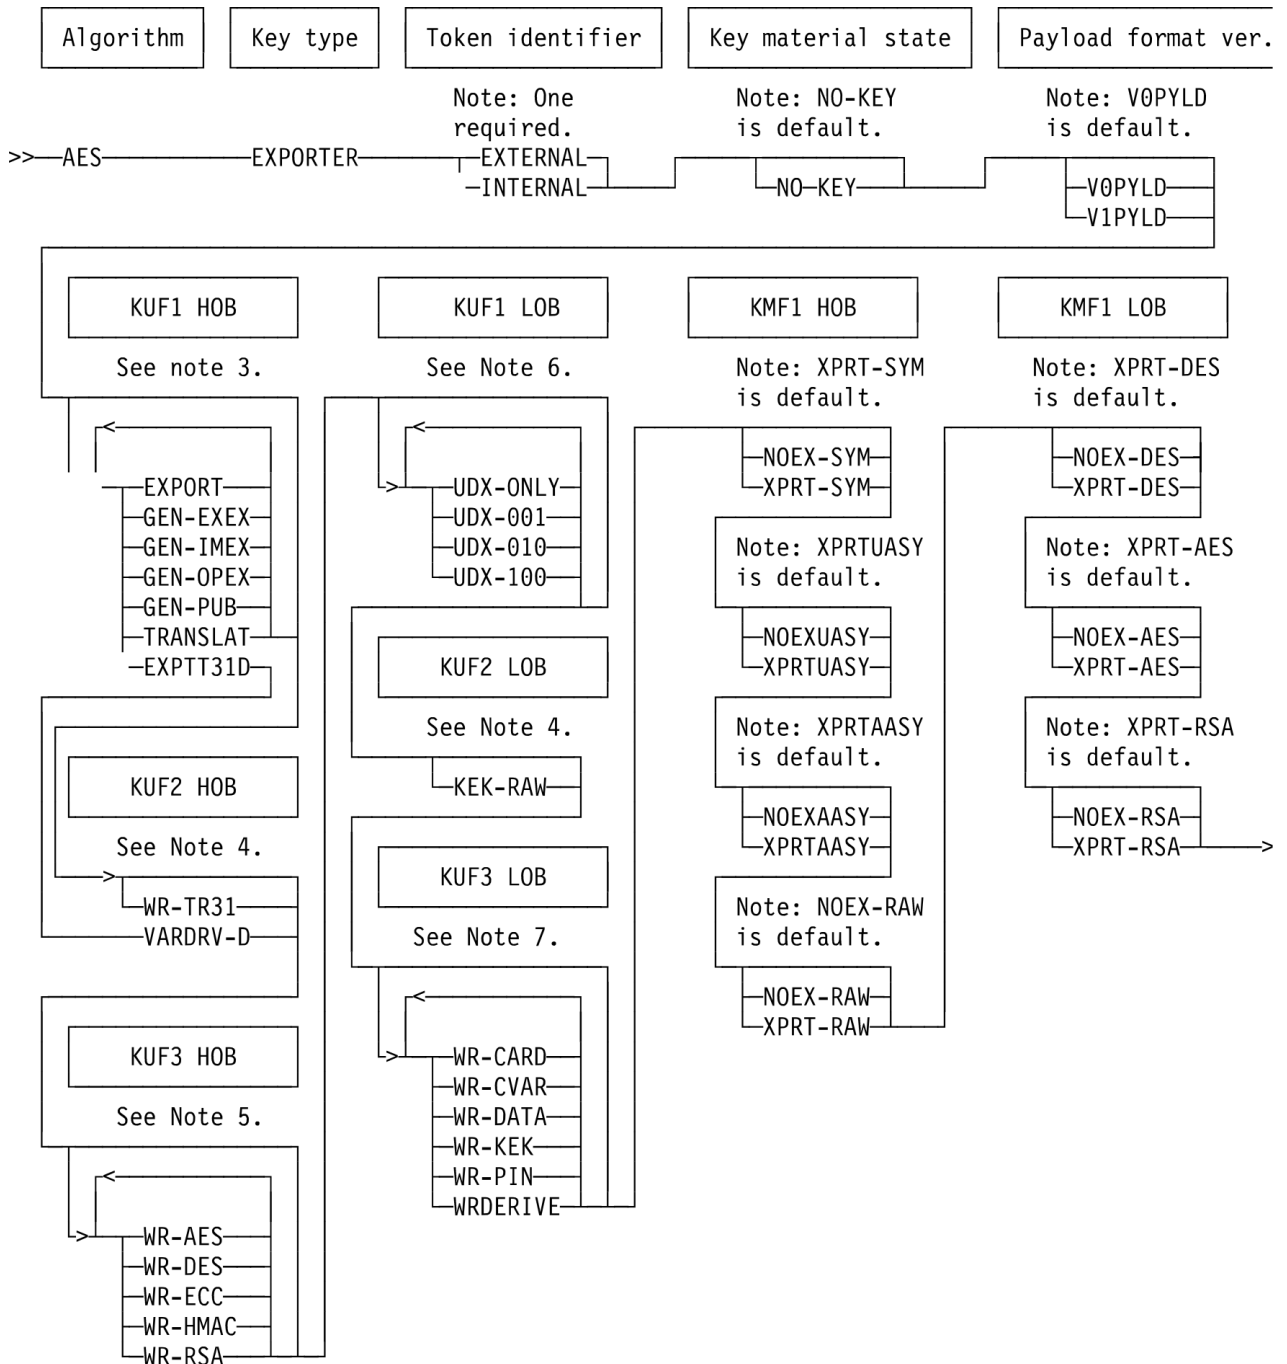 Algorithm
Key type
Token identifier
Key material state
Payload format ver.
Note: One
required.
Note: NO-KEY
is default.
Note: V0PYLD
is default.
>>—AES
EXPORTER
EXTERNAL
INTERNAL
NO-KEY
V0PYLD
V1PYLD
KUF1 HOB
See note 3.
<
EXPORT
GEN-EXEX
GEN-IMEX
GEN-OPEX
GEN-PUB
TRANSLAT
EXPTT31D
KUF2 HOB
See Note 4.
>
WR-TR31
VARDRV-D
KUF3 HOB
See Note 5.
<
>
WR-AES
WR-DES
WR-ECC
WR-HMAC
WR-RSA
KUF1 LOB
See Note 6.
<
>
UDX-ONLY
UDX-001
UDX-010
UDX-100
KUF2 LOB
See Note 4.
KEK-RAW
KUF3 LOB
See Note 7.
<
>
WR-CARD
WR-CVAR
WR-DATA
WR-KEK
WR-PIN
WRDERIVE
KMF1 HOB
Note: XPRT-SYM
is default.
NOEX-SYM
XPRT-SYM
Note: XPRTUASY
is default.
NOEXUASY
XPRTUASY
Note: XPRTAASY
is default.
NOEXAASY
XPRTAASY
Note: NOEX-RAW
is default.
NOEX-RAW
XPRT-RAW
KMF1 LOB
Note: XPRT-DES
is default.
NOEX-DES
XPRT-DES
Note: XPRT-AES
is default.
NOEX-AES
XPRT-AES
Note: XPRT-RSA
is default.
NOEX-RSA
XPRT-RSA
>